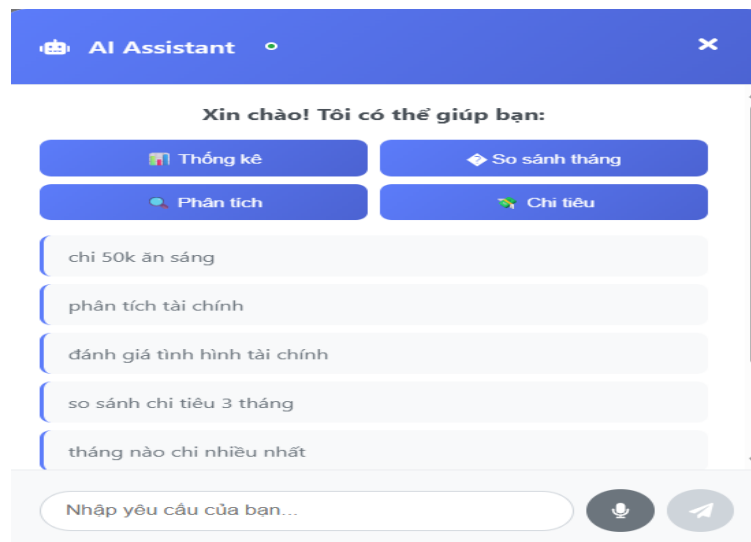 AI Assistant
Xin chào! Tôi có thể giúp bạn:
📊 Thống kê
� So sánh tháng
🔍 Phân tích
💸 Chi tiêu
chi 50k ăn sáng
phân tích tài chính
đánh giá tình hình tài chính
so sánh chi tiêu 3 tháng
tháng nào chi nhiều nhất
Nhập yêu cầu của bạn...